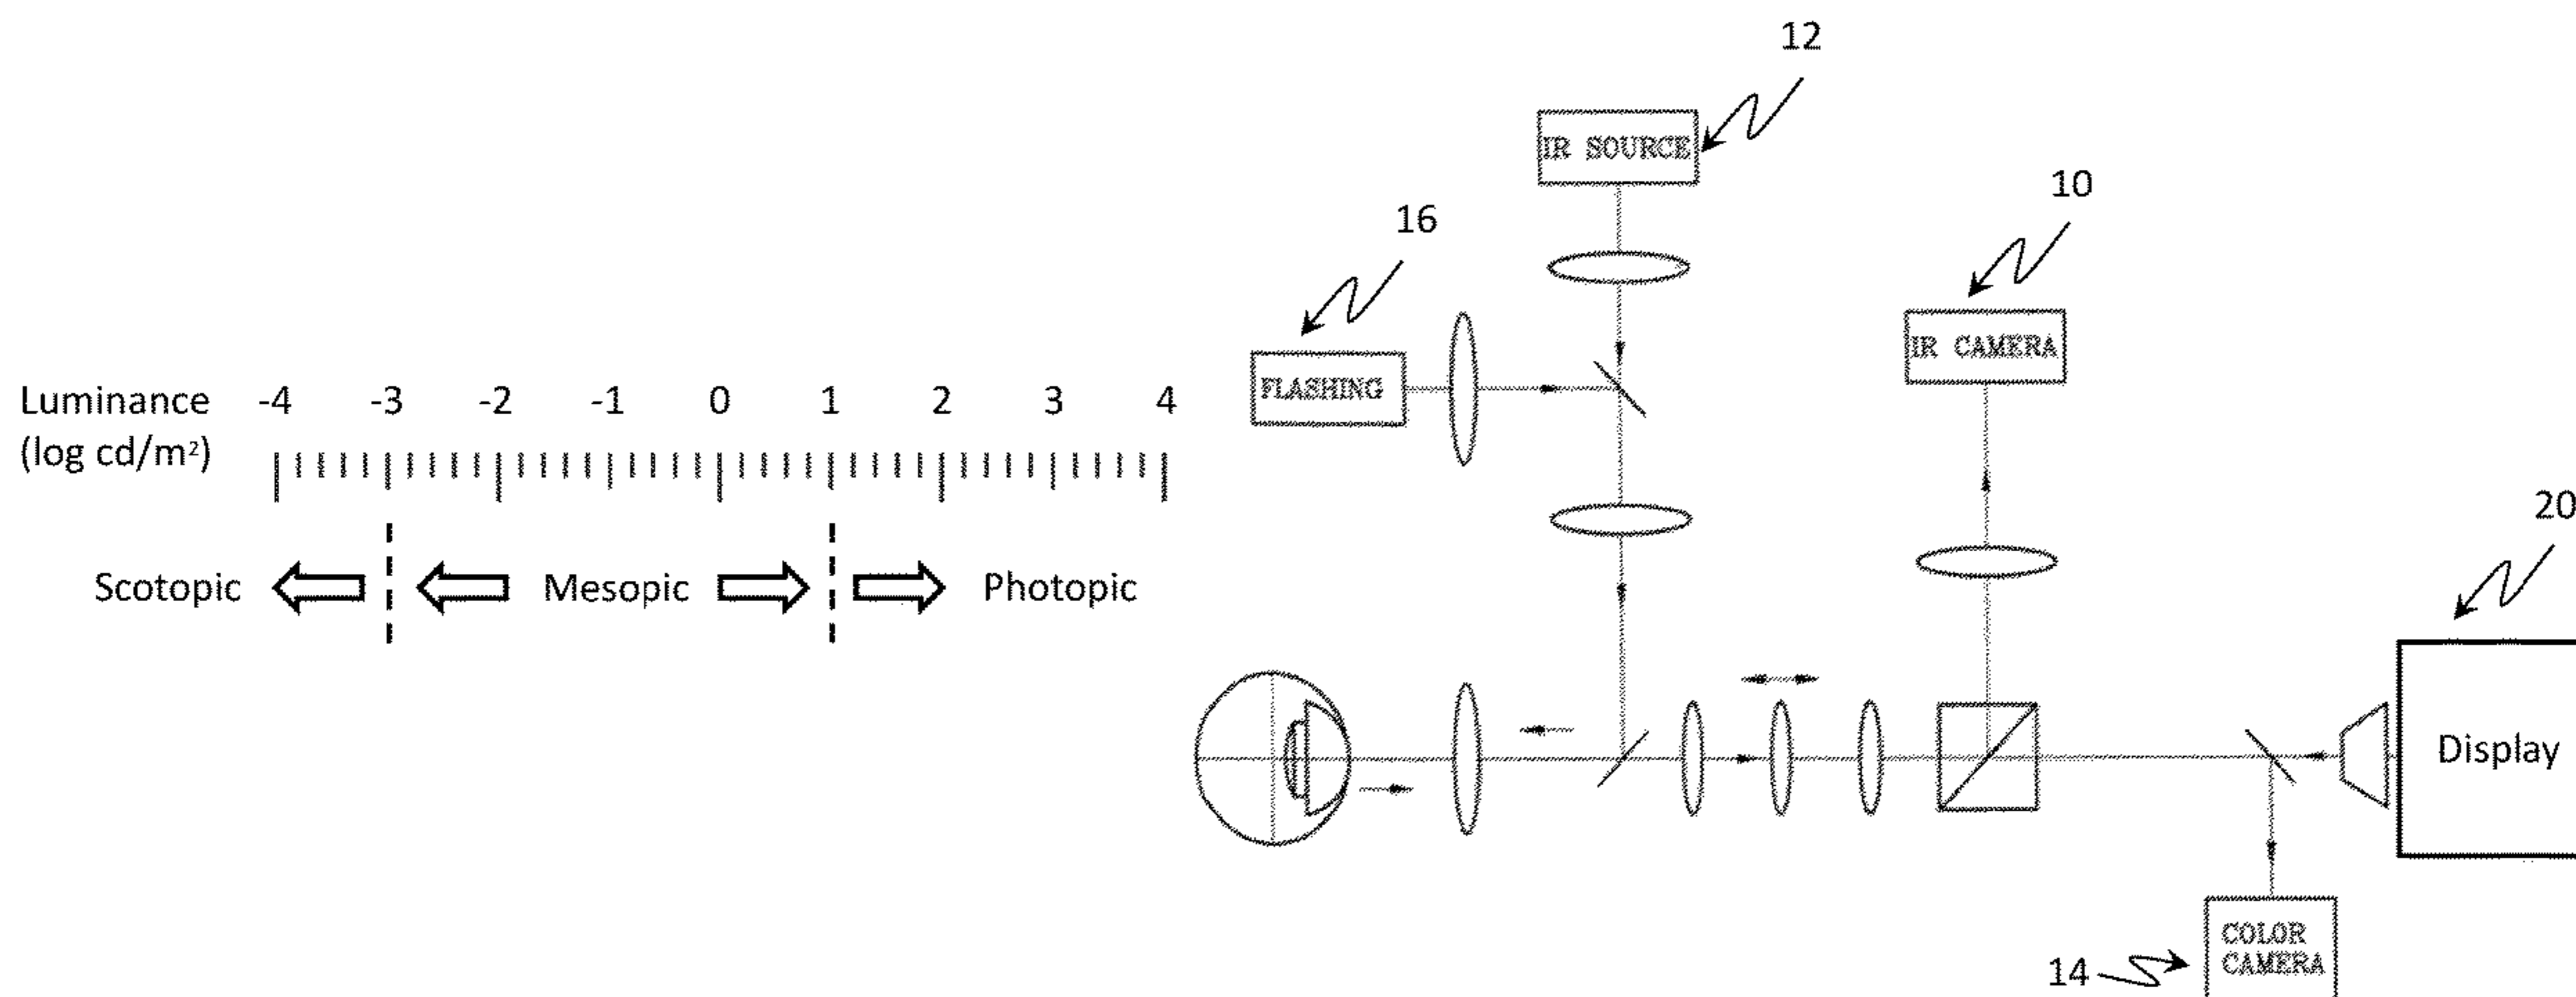 12
IR SOURCE
10
16
IR CAMERA
FLASHING
Luminance -4 -3 -2 -1 0 1 2 3 4
(log cd/m²)
20
Scotopic Mesopic Photopic
Display
COLOR
CAMERA
14